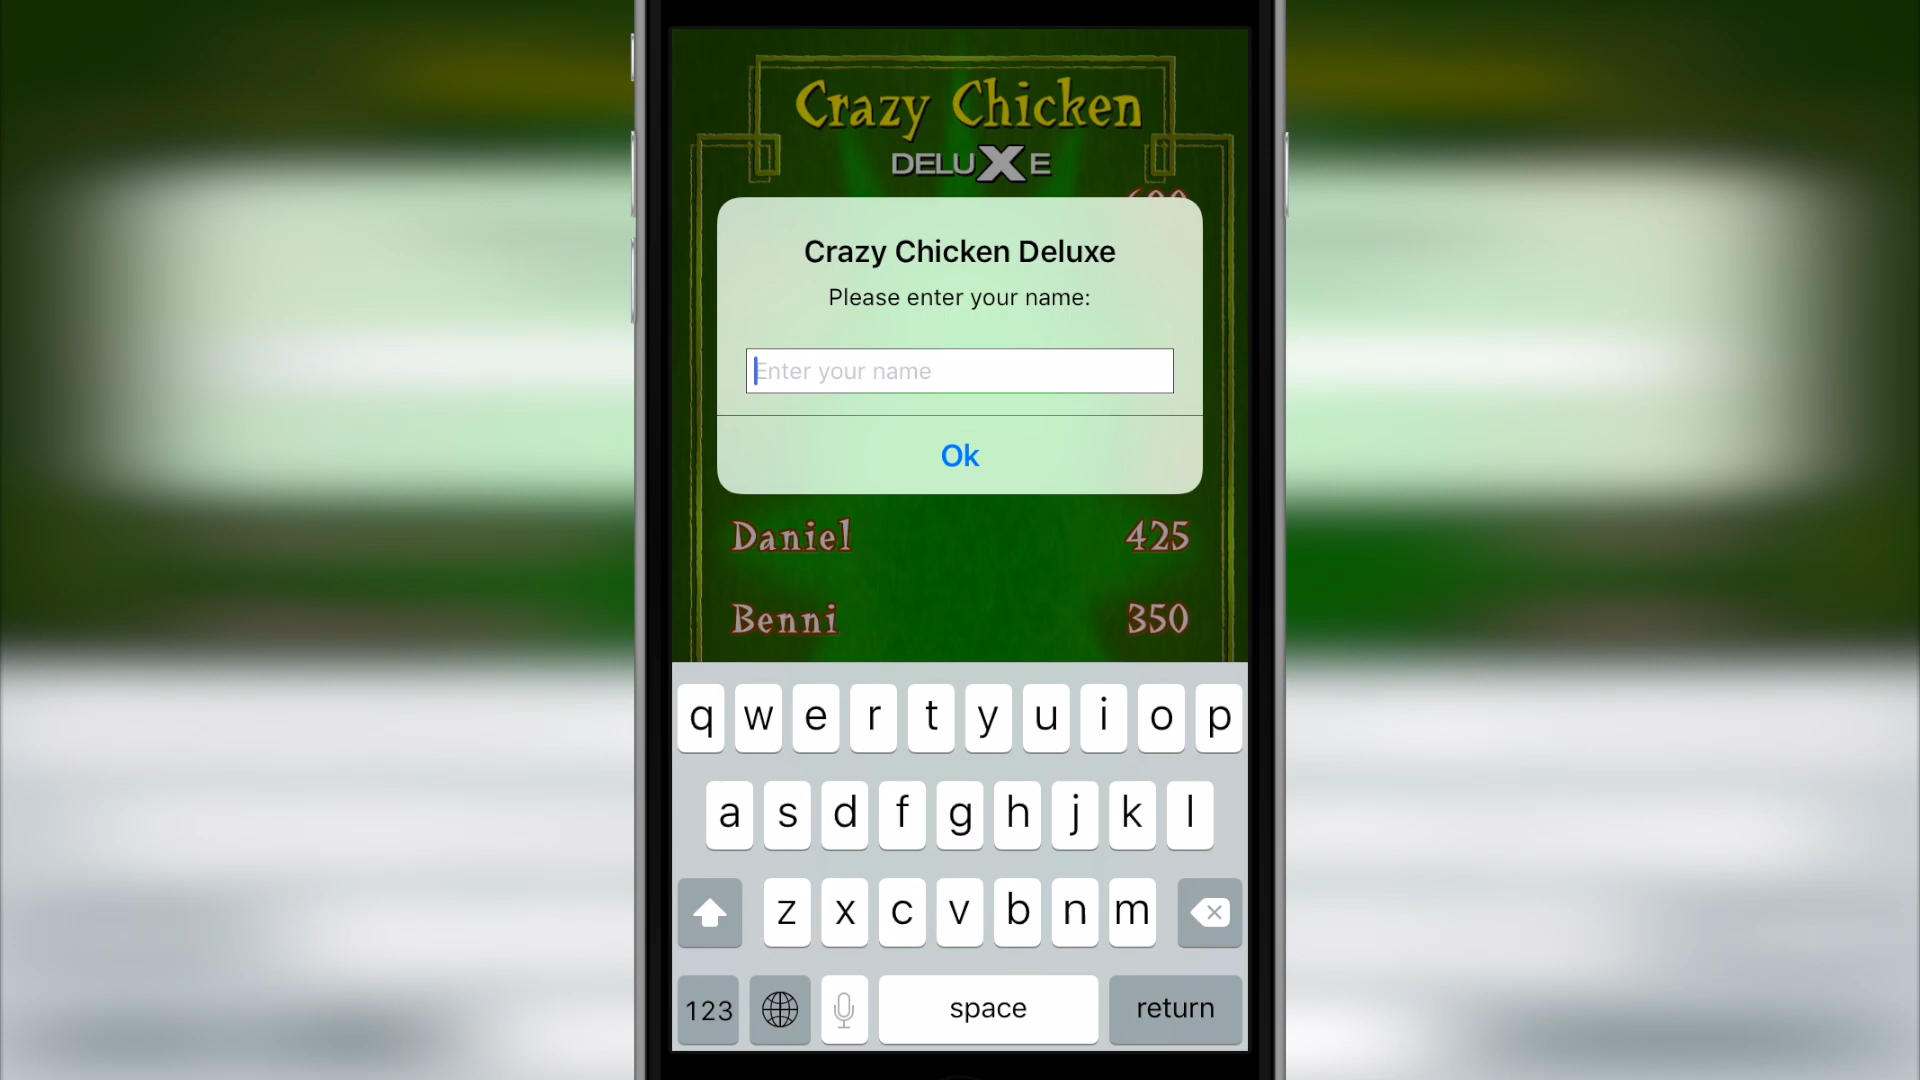 Crazy Chicken
DELUXE
Crazy Chicken Deluxe
Please enter your name:
Enter your name
Ok
Daniel 425
Benni 350
q w e r t y u i o p
a s d f g h j k l
z x c v b n m
123 space return